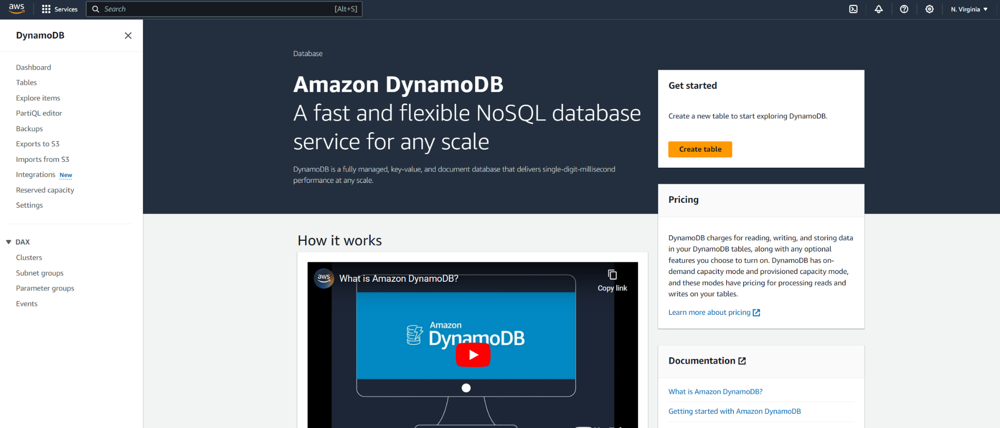 aws
Services
Search
[Alt+S]
N. Virginia
DynamoDB
Dashboard
Tables
Explore items
PartiQL editor
Backups
Exports to S3
Imports from S3
Integrations New
Reserved capacity
Settings
DAX
Clusters
Subnet groups
Parameter groups
Events
Database
Amazon DynamoDB
A fast and flexible NoSQL database
service for any scale
DynamoDB is a fully managed, key-value, and document database that delivers single-digit-millisecond
performance at any scale.
Get started
Create a new table to start exploring DynamoDB.
Create table
Pricing
DynamoDB charges for reading, writing, and storing data
in your DynamoDB tables, along with any optional
features you choose to turn on. DynamoDB has on-
demand capacity mode and provisioned capacity mode,
and these modes have pricing for processing reads and
writes on your tables.
Learn more about pricing
How it works
aws
What is Amazon DynamoDB?
Copy link
Amazon
DynamoDB
Documentation
What is Amazon DynamoDB?
Getting started with Amazon DynamoDB